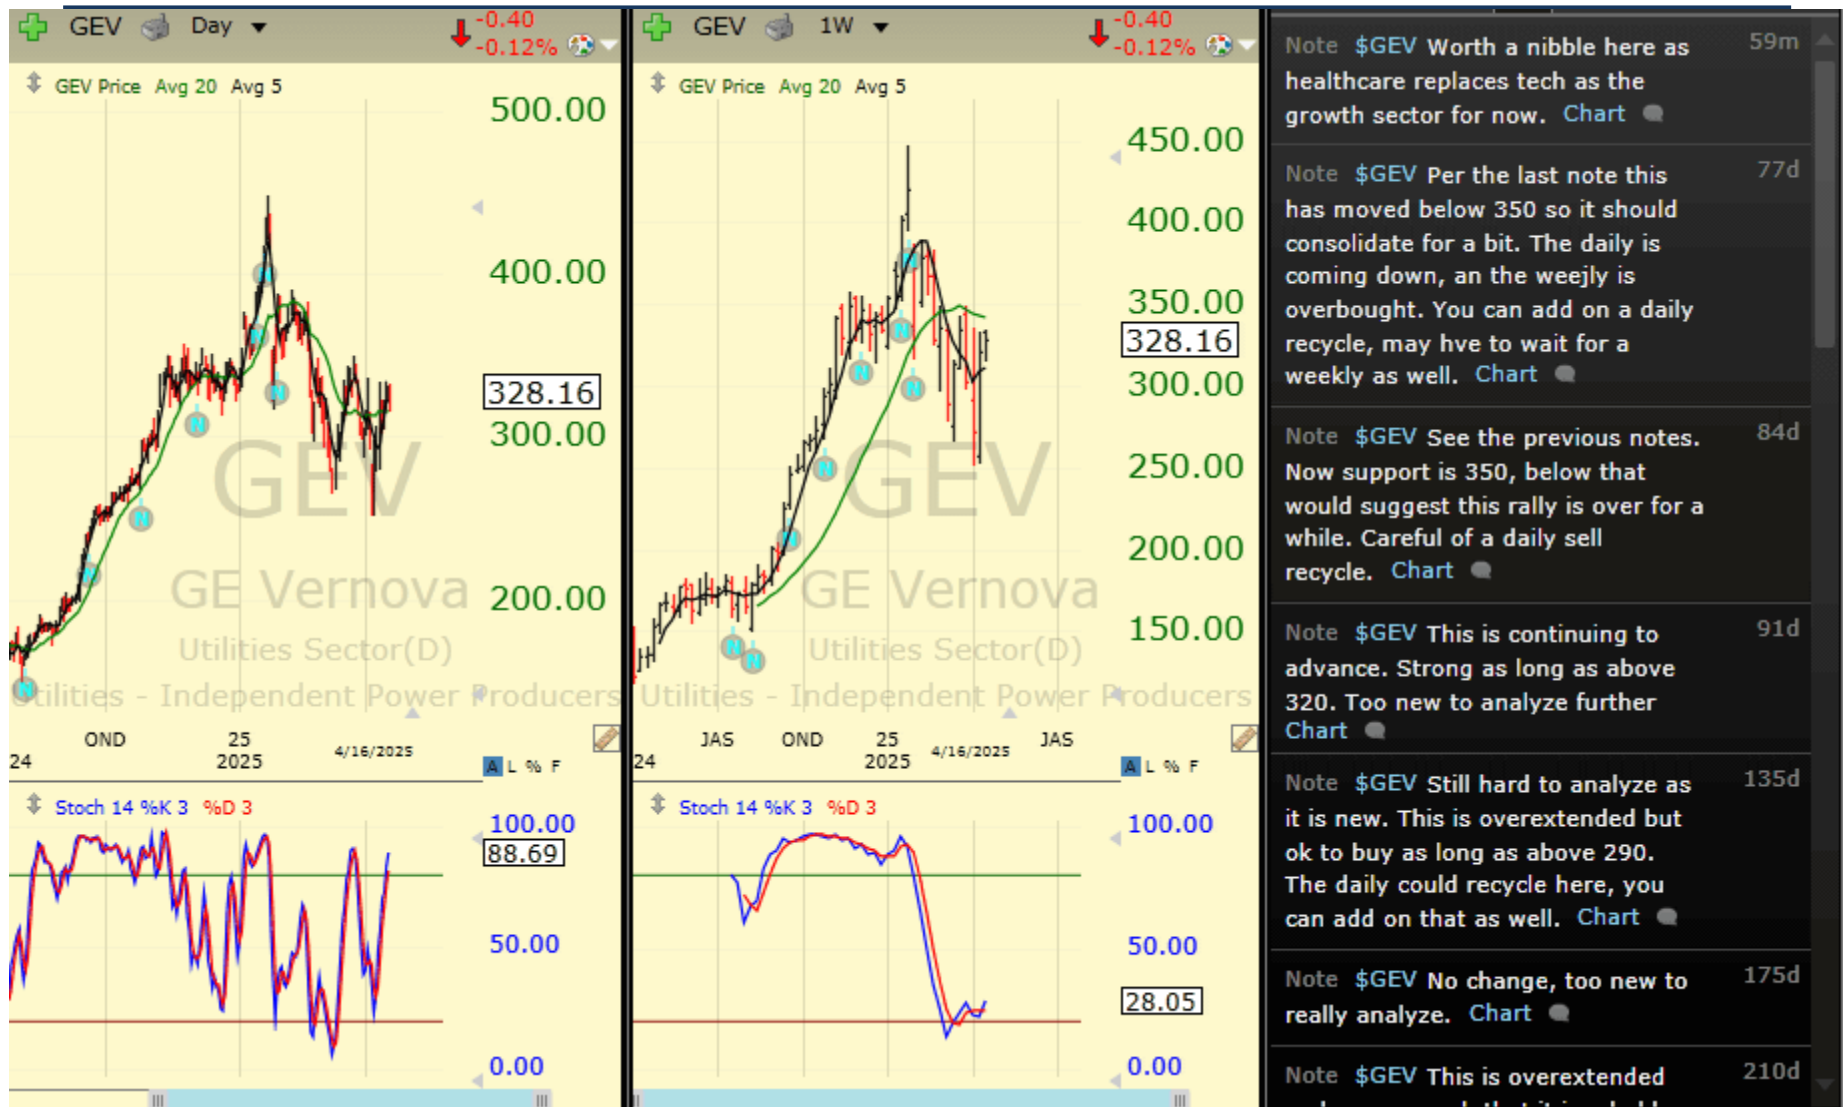 GEV Day
-0.40
-0.12%
GEV Price Avg 20 Avg 5
500.00
400.00
328.16
300.00
200.00
GEV
GE Vernova
Utilities Sector(D)
Utilities - Independent Power Producers
OND 25
24 2025 4/16/2025
A L % F
Stoch 14 %K 3 %D 3
100.00
88.69
50.00
0.00
N
N
N
N
N
N
N
GEV 1W
-0.40
-0.12%
GEV Price Avg 20 Avg 5
450.00
400.00
350.00
328.16
300.00
250.00
200.00
150.00
GEV
GE Vernova
Utilities Sector(D)
Utilities - Independent Power Producers
JAS OND 25 JAS
24 2025 4/16/2025
A L % F
Stoch 14 %K 3 %D 3
100.00
50.00
28.05
0.00
N
N
N
N
N
N
N
N
Note $GEV Worth a nibble here as 59m
healthcare replaces tech as the
growth sector for now. Chart
Note $GEV Per the last note this 77d
has moved below 350 so it should
consolidate for a bit. The daily is
coming down, an the weejly is
overbought. You can add on a daily
recycle, may hve to wait for a
weekly as well. Chart
Note $GEV See the previous notes. 84d
Now support is 350, below that
would suggest this rally is over for a
while. Careful of a daily sell
recycle. Chart
Note $GEV This is continuing to 91d
advance. Strong as long as above
320. Too new to analyze further
Chart
Note $GEV Still hard to analyze as 135d
it is new. This is overextended but
ok to buy as long as above 290.
The daily could recycle here, you
can add on that as well. Chart
Note $GEV No change, too new to 175d
really analyze. Chart
Note $GEV This is overextended 210d